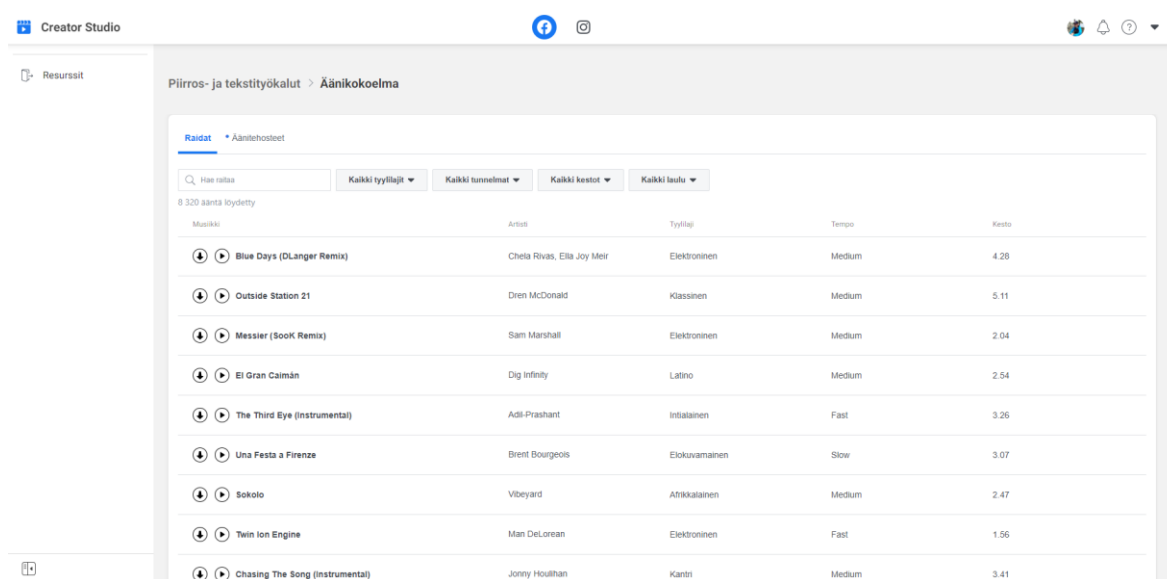 Creator Studio
Resurssit
Piirros- ja tekstityökalut > Äänikokoelma
Raidat • Äänitehosteet
Hae raitaa Kaikki tyylilajit Kaikki tunnelmat Kaikki kestot Kaikki laulu
8 320 ääntä löydetty
Musiikki Artisti Tyylilaji Tempo Kesto
Blue Days (DLanger Remix) Chela Rivas, Ella Joy Meir Elektroninen Medium 4.28
Outside Station 21 Dren McDonald Klassinen Medium 5.11
Messier (SooK Remix) Sam Marshall Elektroninen Medium 2.04
El Gran Caimán Dig Infinity Latino Medium 2.54
The Third Eye (Instrumental) Adil-Prashant Intialainen Fast 3.26
Una Festa a Firenze Brent Bourgeois Elokuvamainen Slow 3.07
Sokolo Vibeyard Afrikkalainen Medium 2.47
Twin Ion Engine Man DeLorean Elektroninen Fast 1.56
Chasing The Song (Instrumental) Jonny Houlihan Kantri Medium 3.41